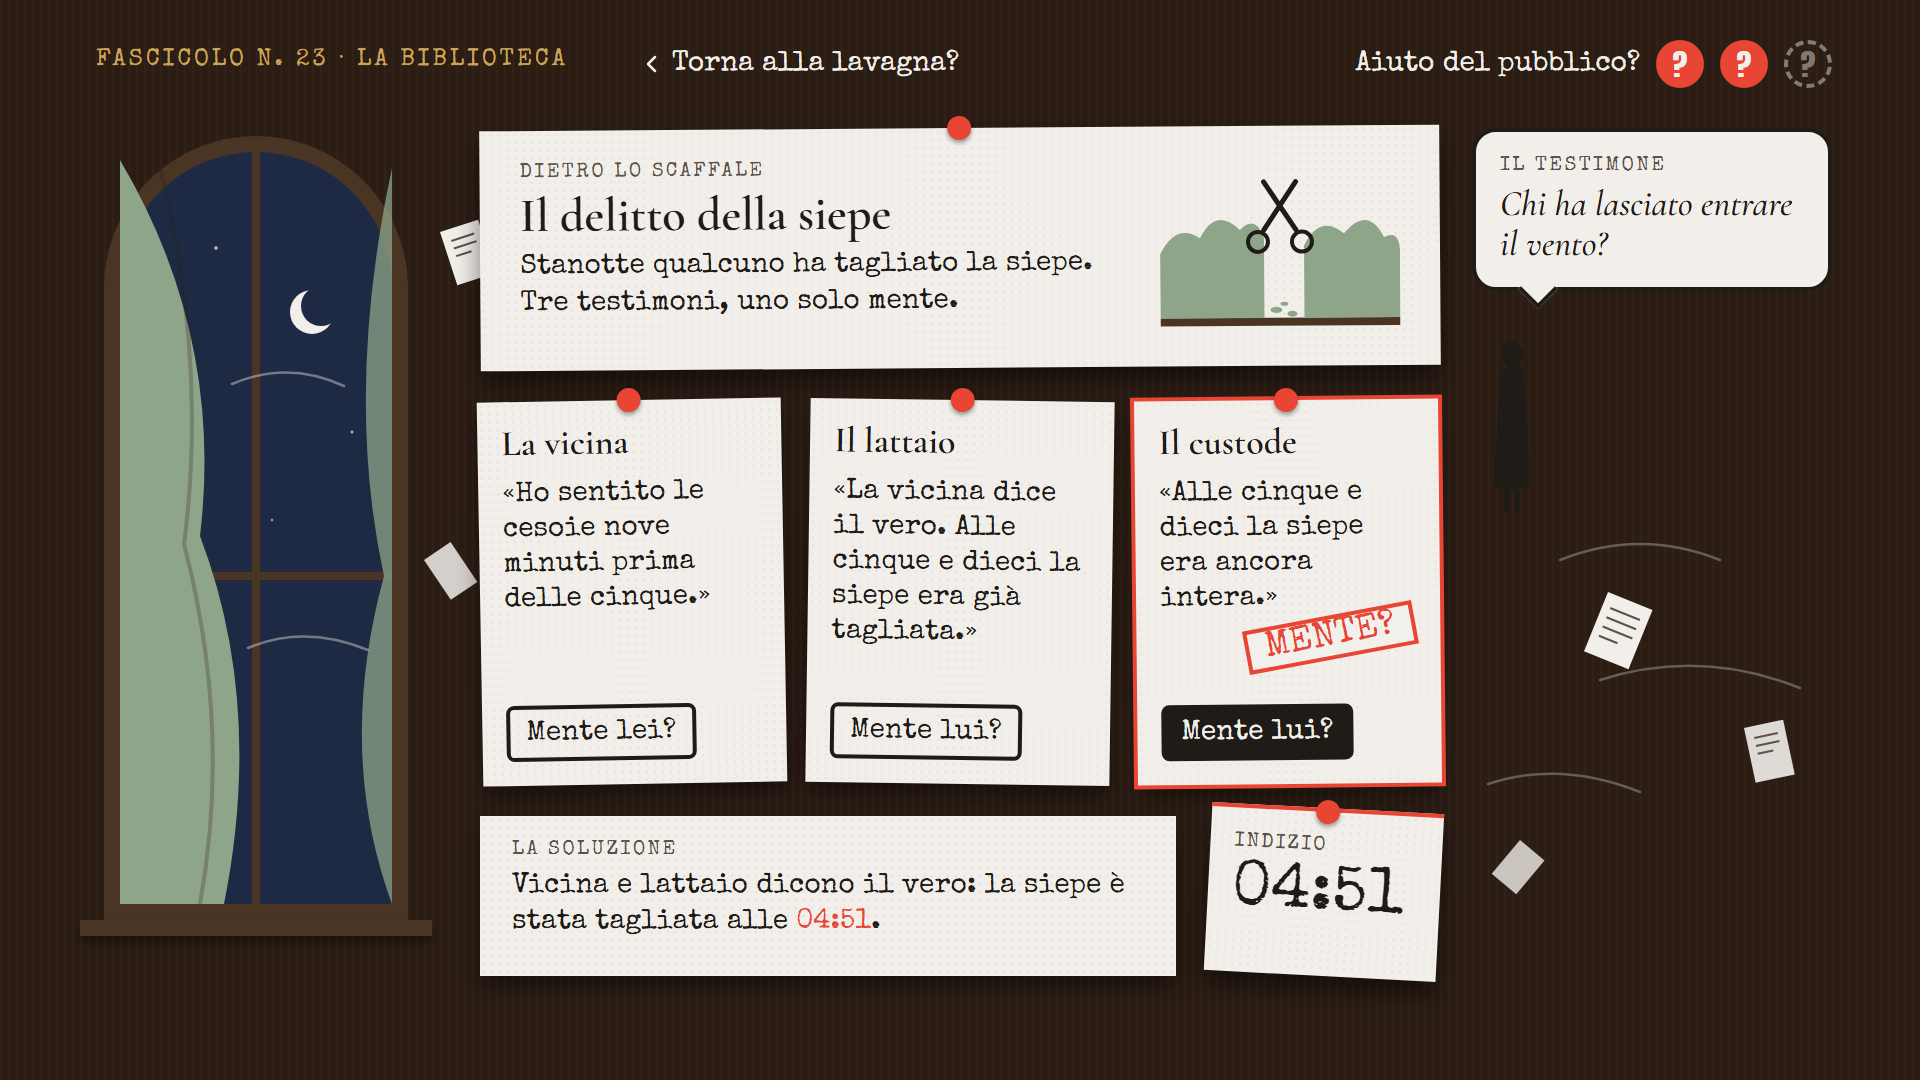 FASCICOLO N. 23 · LA BIBLIOTECA
‹ Torna alla lavagna?
Aiuto del pubblico? ? ? ?
DIETRO LO SCAFFALE
Il delitto della siepe
Stanotte qualcuno ha tagliato la siepe.
Tre testimoni, uno solo mente.
IL TESTIMONE
Chi ha lasciato entrare
il vento?
La vicina
«Ho sentito le
cesoie nove
minuti prima
delle cinque.»
Mente lei?
Il lattaio
«La vicina dice
il vero. Alle
cinque e dieci la
siepe era già
tagliata.»
Mente lui?
Il custode
«Alle cinque e
dieci la siepe
era ancora
intera.»
MENTE?
Mente lui?
LA SOLUZIONE
Vicina e lattaio dicono il vero: la siepe è
stata tagliata alle 04:51.
INDIZIO
04:51